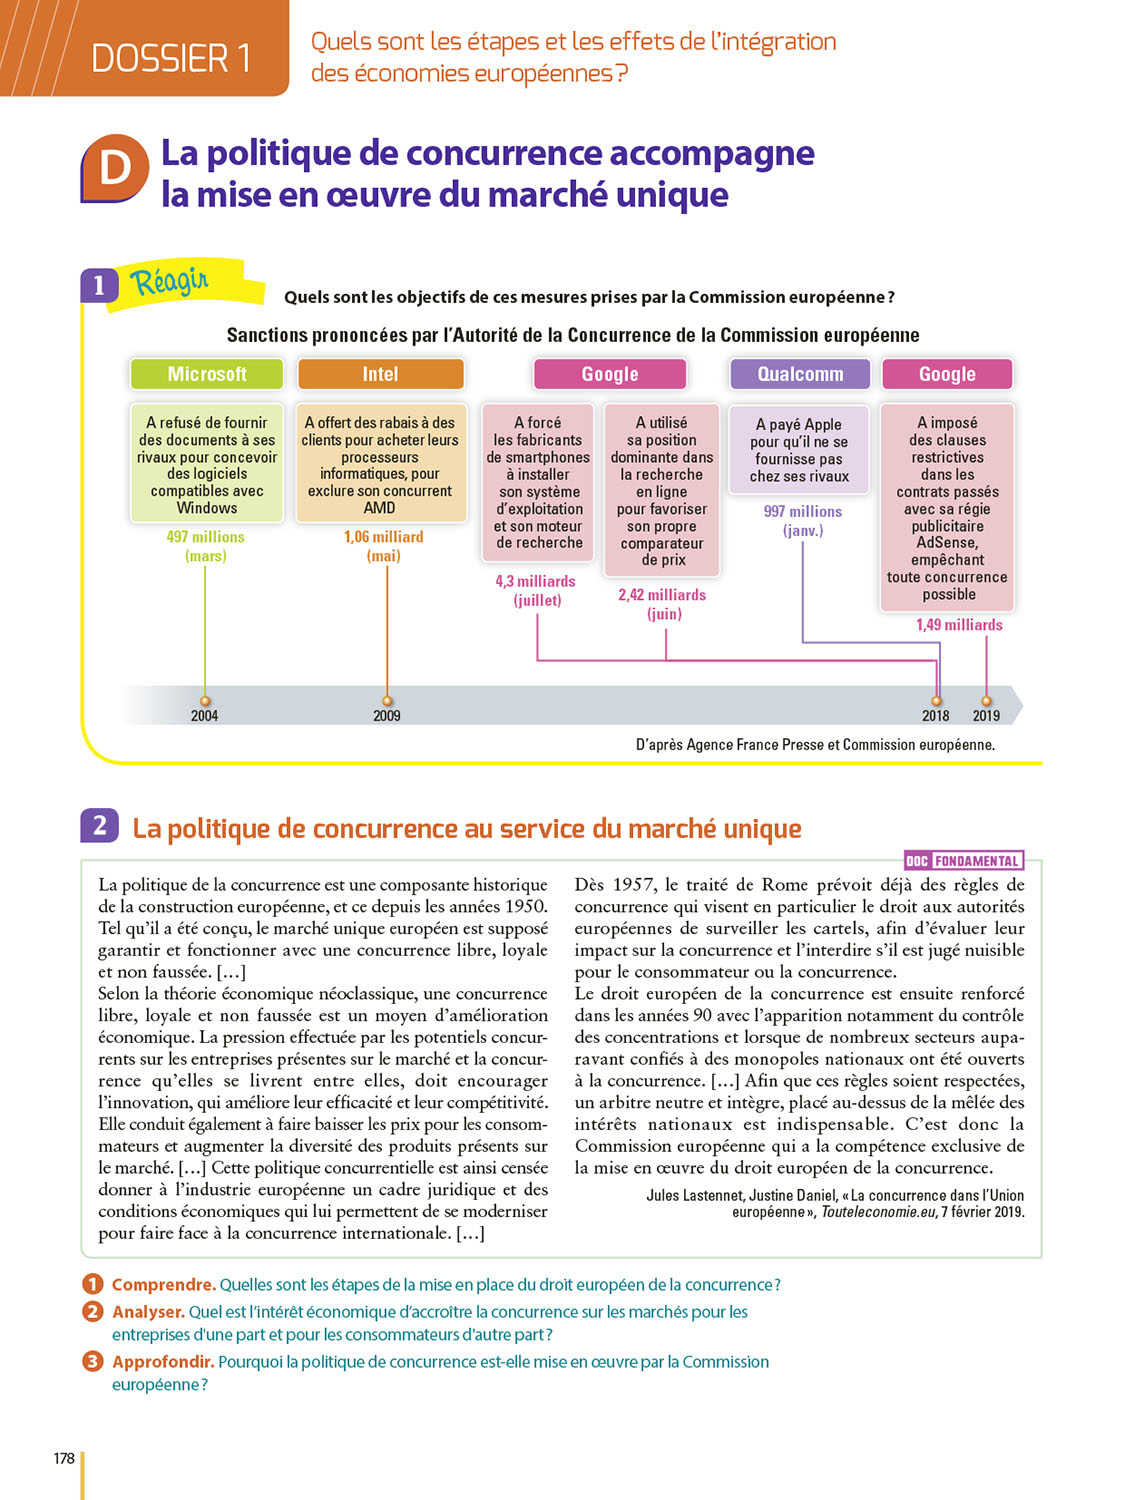 DOSSIER 1
Quels sont les étapes et les effets de l'intégration
des économies européennes ?
D
La politique de concurrence accompagne
la mise en œuvre du marché unique
1
Réagir
Quels sont les objectifs de ces mesures prises par la Commission européenne ?
Sanctions prononcées par l'Autorité de la Concurrence de la Commission européenne
Microsoft
A refusé de fournir
des documents à ses
rivaux pour concevoir
des logiciels
compatibles avec
Windows
497 millions
(mars)
Intel
A offert des rabais à des
clients pour acheter leurs
processeurs
informatiques, pour
exclure son concurrent
AMD
1,06 milliard
(mai)
Google
A forcé
les fabricants
de smartphones
à installer
son système
d'exploitation
et son moteur
de recherche
4,3 milliards
(juillet)
A utilisé
sa position
dominante dans
la recherche
en ligne
pour favoriser
son propre
comparateur
de prix
2,42 milliards
(juin)
Qualcomm
A payé Apple
pour qu'il ne se
fournisse pas
chez ses rivaux
997 millions
(janv.)
Google
A imposé
des clauses
restrictives
dans les
contrats passés
avec sa régie
publicitaire
AdSense,
empêchant
toute concurrence
possible
1,49 milliards
2004
2009
2018
2019
D'après Agence France Presse et Commission européenne.
2
La politique de concurrence au service du marché unique
DOC FONDAMENTAL
La politique de la concurrence est une composante historique
de la construction européenne, et ce depuis les années 1950.
Tel qu'il a été conçu, le marché unique européen est supposé
garantir et fonctionner avec une concurrence libre, loyale
et non faussée. […]
Selon la théorie économique néoclassique, une concurrence
libre, loyale et non faussée est un moyen d'amélioration
économique. La pression effectuée par les potentiels concur-
rents sur les entreprises présentes sur le marché et la concur-
rence qu'elles se livrent entre elles, doit encourager
l'innovation, qui améliore leur efficacité et leur compétitivité.
Elle conduit également à faire baisser les prix pour les consom-
mateurs et augmenter la diversité des produits présents sur
le marché. […] Cette politique concurrentielle est ainsi censée
donner à l'industrie européenne un cadre juridique et des
conditions économiques qui lui permettent de se moderniser
pour faire face à la concurrence internationale. […]
Dès 1957, le traité de Rome prévoit déjà des règles de
concurrence qui visent en particulier le droit aux autorités
européennes de surveiller les cartels, afin d'évaluer leur
impact sur la concurrence et l'interdire s'il est jugé nuisible
pour le consommateur ou la concurrence.
Le droit européen de la concurrence est ensuite renforcé
dans les années 90 avec l'apparition notamment du contrôle
des concentrations et lorsque de nombreux secteurs aupa-
ravant confiés à des monopoles nationaux ont été ouverts
à la concurrence. […] Afin que ces règles soient respectées,
un arbitre neutre et intègre, placé au-dessus de la mêlée des
intérêts nationaux est indispensable. C'est donc la
Commission européenne qui a la compétence exclusive de
la mise en œuvre du droit européen de la concurrence.
Jules Lastennet, Justine Daniel, « La concurrence dans l'Union
européenne », Touteleconomie.eu, 7 février 2019.
1 Comprendre. Quelles sont les étapes de la mise en place du droit européen de la concurrence ?
2 Analyser. Quel est l'intérêt économique d'accroître la concurrence sur les marchés pour les
entreprises d'une part et pour les consommateurs d'autre part ?
3 Approfondir. Pourquoi la politique de concurrence est-elle mise en œuvre par la Commission
européenne ?
178